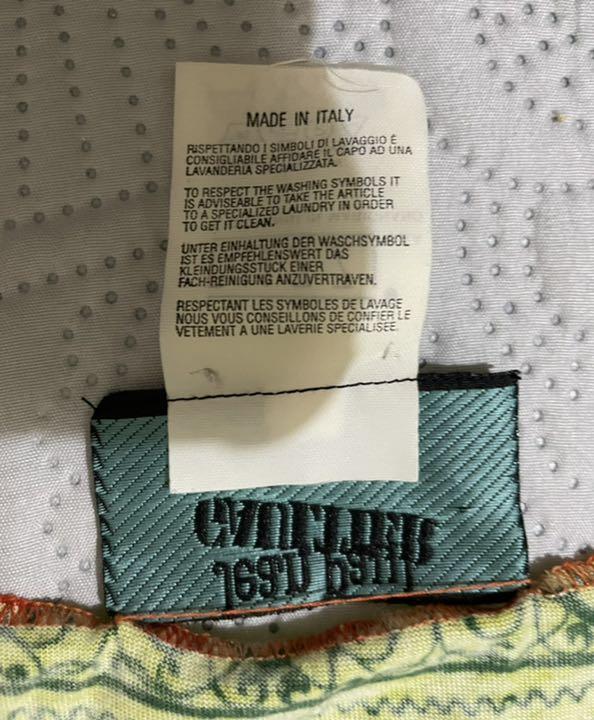 MADE IN ITALY
RISPETTANDO I SIMBOLI DI LAVAGGIO È
CONSIGLIABILE AFFIDARE IL CAPO AD UNA
LAVANDERIA SPECIALIZZATA.
TO RESPECT THE WASHING SYMBOLS IT
IS ADVISEABLE TO TAKE THE ARTICLE
TO A SPECIALIZED LAUNDRY IN ORDER
TO GET IT CLEAN.
UNTER EINHALTUNG DER WASCHSYMBOL
IST ES EMPFEHLENSWERT DAS
KLEINDUNGSSTUCK EINER
FACH-REINIGUNG ANZUVERTRAVEN.
RESPECTANT LES SYMBOLES DE LAVAGE
NOUS VOUS CONSEILLONS DE CONFIER LE
VETEMENT A UNE LAVERIE SPECIALISEE.